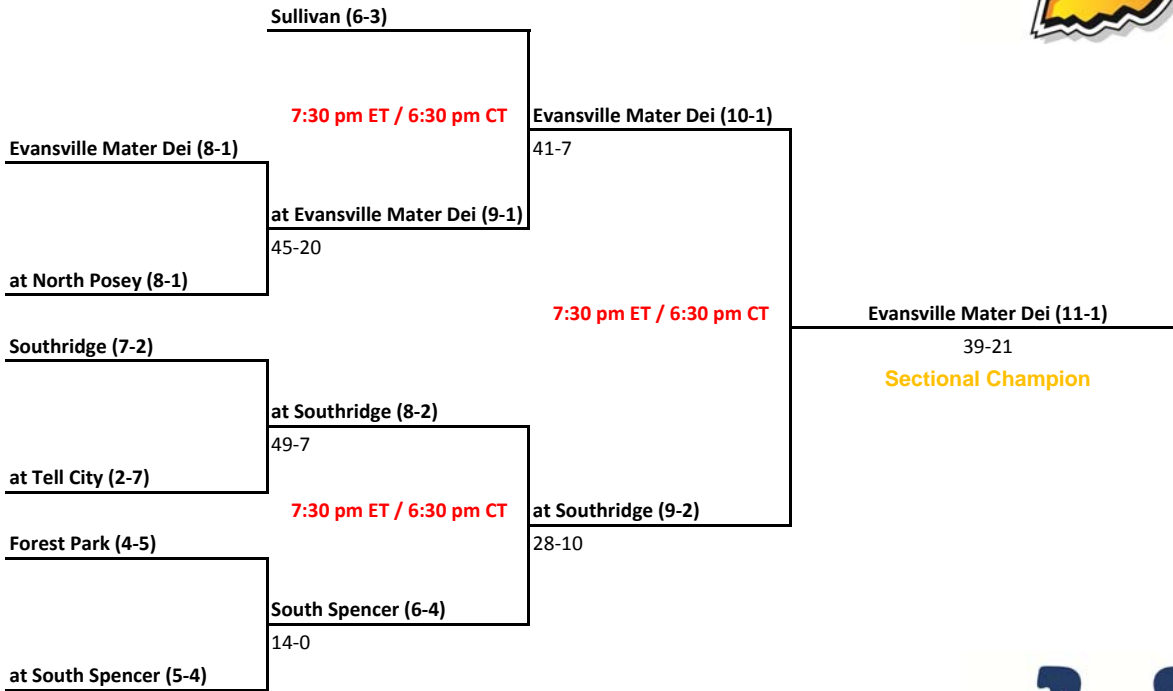 Sullivan (6-3)
7:30 pm ET / 6:30 pm CT
Evansville Mater Dei (10-1)
Evansville Mater Dei (8-1)
41-7
at Evansville Mater Dei (9-1)
45-20
at North Posey (8-1)
7:30 pm ET / 6:30 pm CT
Evansville Mater Dei (11-1)
Southridge (7-2)
39-21
Sectional Champion
at Southridge (8-2)
49-7
at Tell City (2-7)
7:30 pm ET / 6:30 pm CT
at Southridge (9-2)
Forest Park (4-5)
28-10
South Spencer (6-4)
14-0
at South Spencer (5-4)